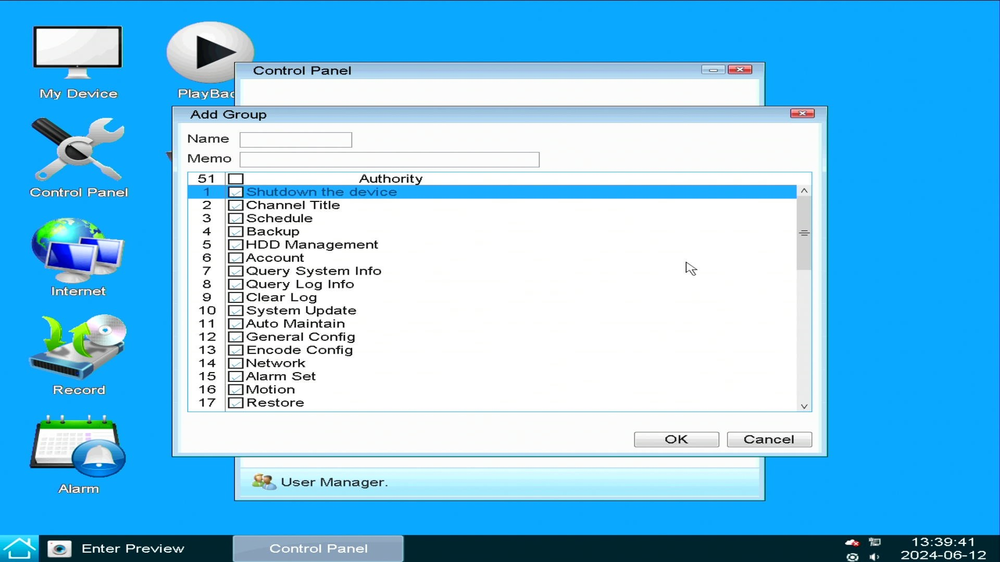 My Device
PlayBac
Control Panel
Add Group
Name
Memo
51 Authority
1 Shutdown the device
2 Channel Title
3 Schedule
4 Backup
5 HDD Management
6 Account
7 Query System Info
8 Query Log Info
9 Clear Log
10 System Update
11 Auto Maintain
12 General Config
13 Encode Config
14 Network
15 Alarm Set
16 Motion
17 Restore
OK Cancel
User Manager.
Control Panel
Internet
Record
Alarm
Enter Preview
Control Panel
13:39:41
2024-06-12